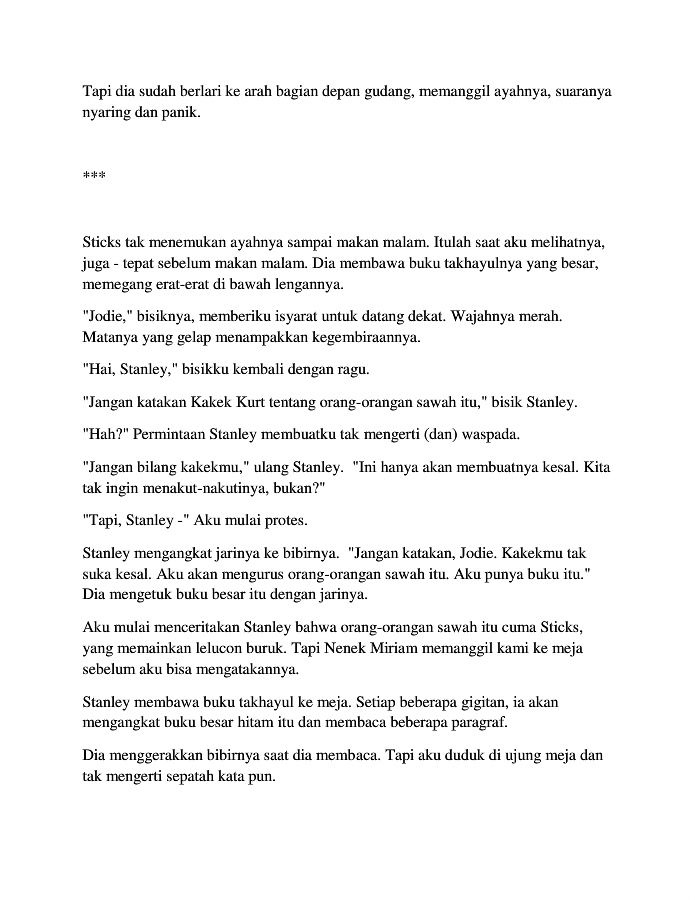 Tapi dia sudah berlari ke arah bagian depan gudang, memanggil ayahnya, suaranya
nyaring dan panik.
***
Sticks tak menemukan ayahnya sampai makan malam. Itulah saat aku melihatnya,
juga - tepat sebelum makan malam. Dia membawa buku takhayulnya yang besar,
memegang erat-erat di bawah lengannya.
"Jodie," bisiknya, memberiku isyarat untuk datang dekat. Wajahnya merah.
Matanya yang gelap menampakkan kegembiraannya.
"Hai, Stanley," bisikku kembali dengan ragu.
"Jangan katakan Kakek Kurt tentang orang-orangan sawah itu," bisik Stanley.
"Hah?" Permintaan Stanley membuatku tak mengerti (dan) waspada.
"Jangan bilang kakekmu," ulang Stanley.  "Ini hanya akan membuatnya kesal. Kita
tak ingin menakut-nakutinya, bukan?"
"Tapi, Stanley -" Aku mulai protes.
Stanley mengangkat jarinya ke bibirnya.  "Jangan katakan, Jodie. Kakekmu tak
suka kesal. Aku akan mengurus orang-orangan sawah itu. Aku punya buku itu."
Dia mengetuk buku besar itu dengan jarinya.
Aku mulai menceritakan Stanley bahwa orang-orangan sawah itu cuma Sticks,
yang memainkan lelucon buruk. Tapi Nenek Miriam memanggil kami ke meja
sebelum aku bisa mengatakannya.
Stanley membawa buku takhayul ke meja. Setiap beberapa gigitan, ia akan
mengangkat buku besar hitam itu dan membaca beberapa paragraf.
Dia menggerakkan bibirnya saat dia membaca. Tapi aku duduk di ujung meja dan
tak mengerti sepatah kata pun.